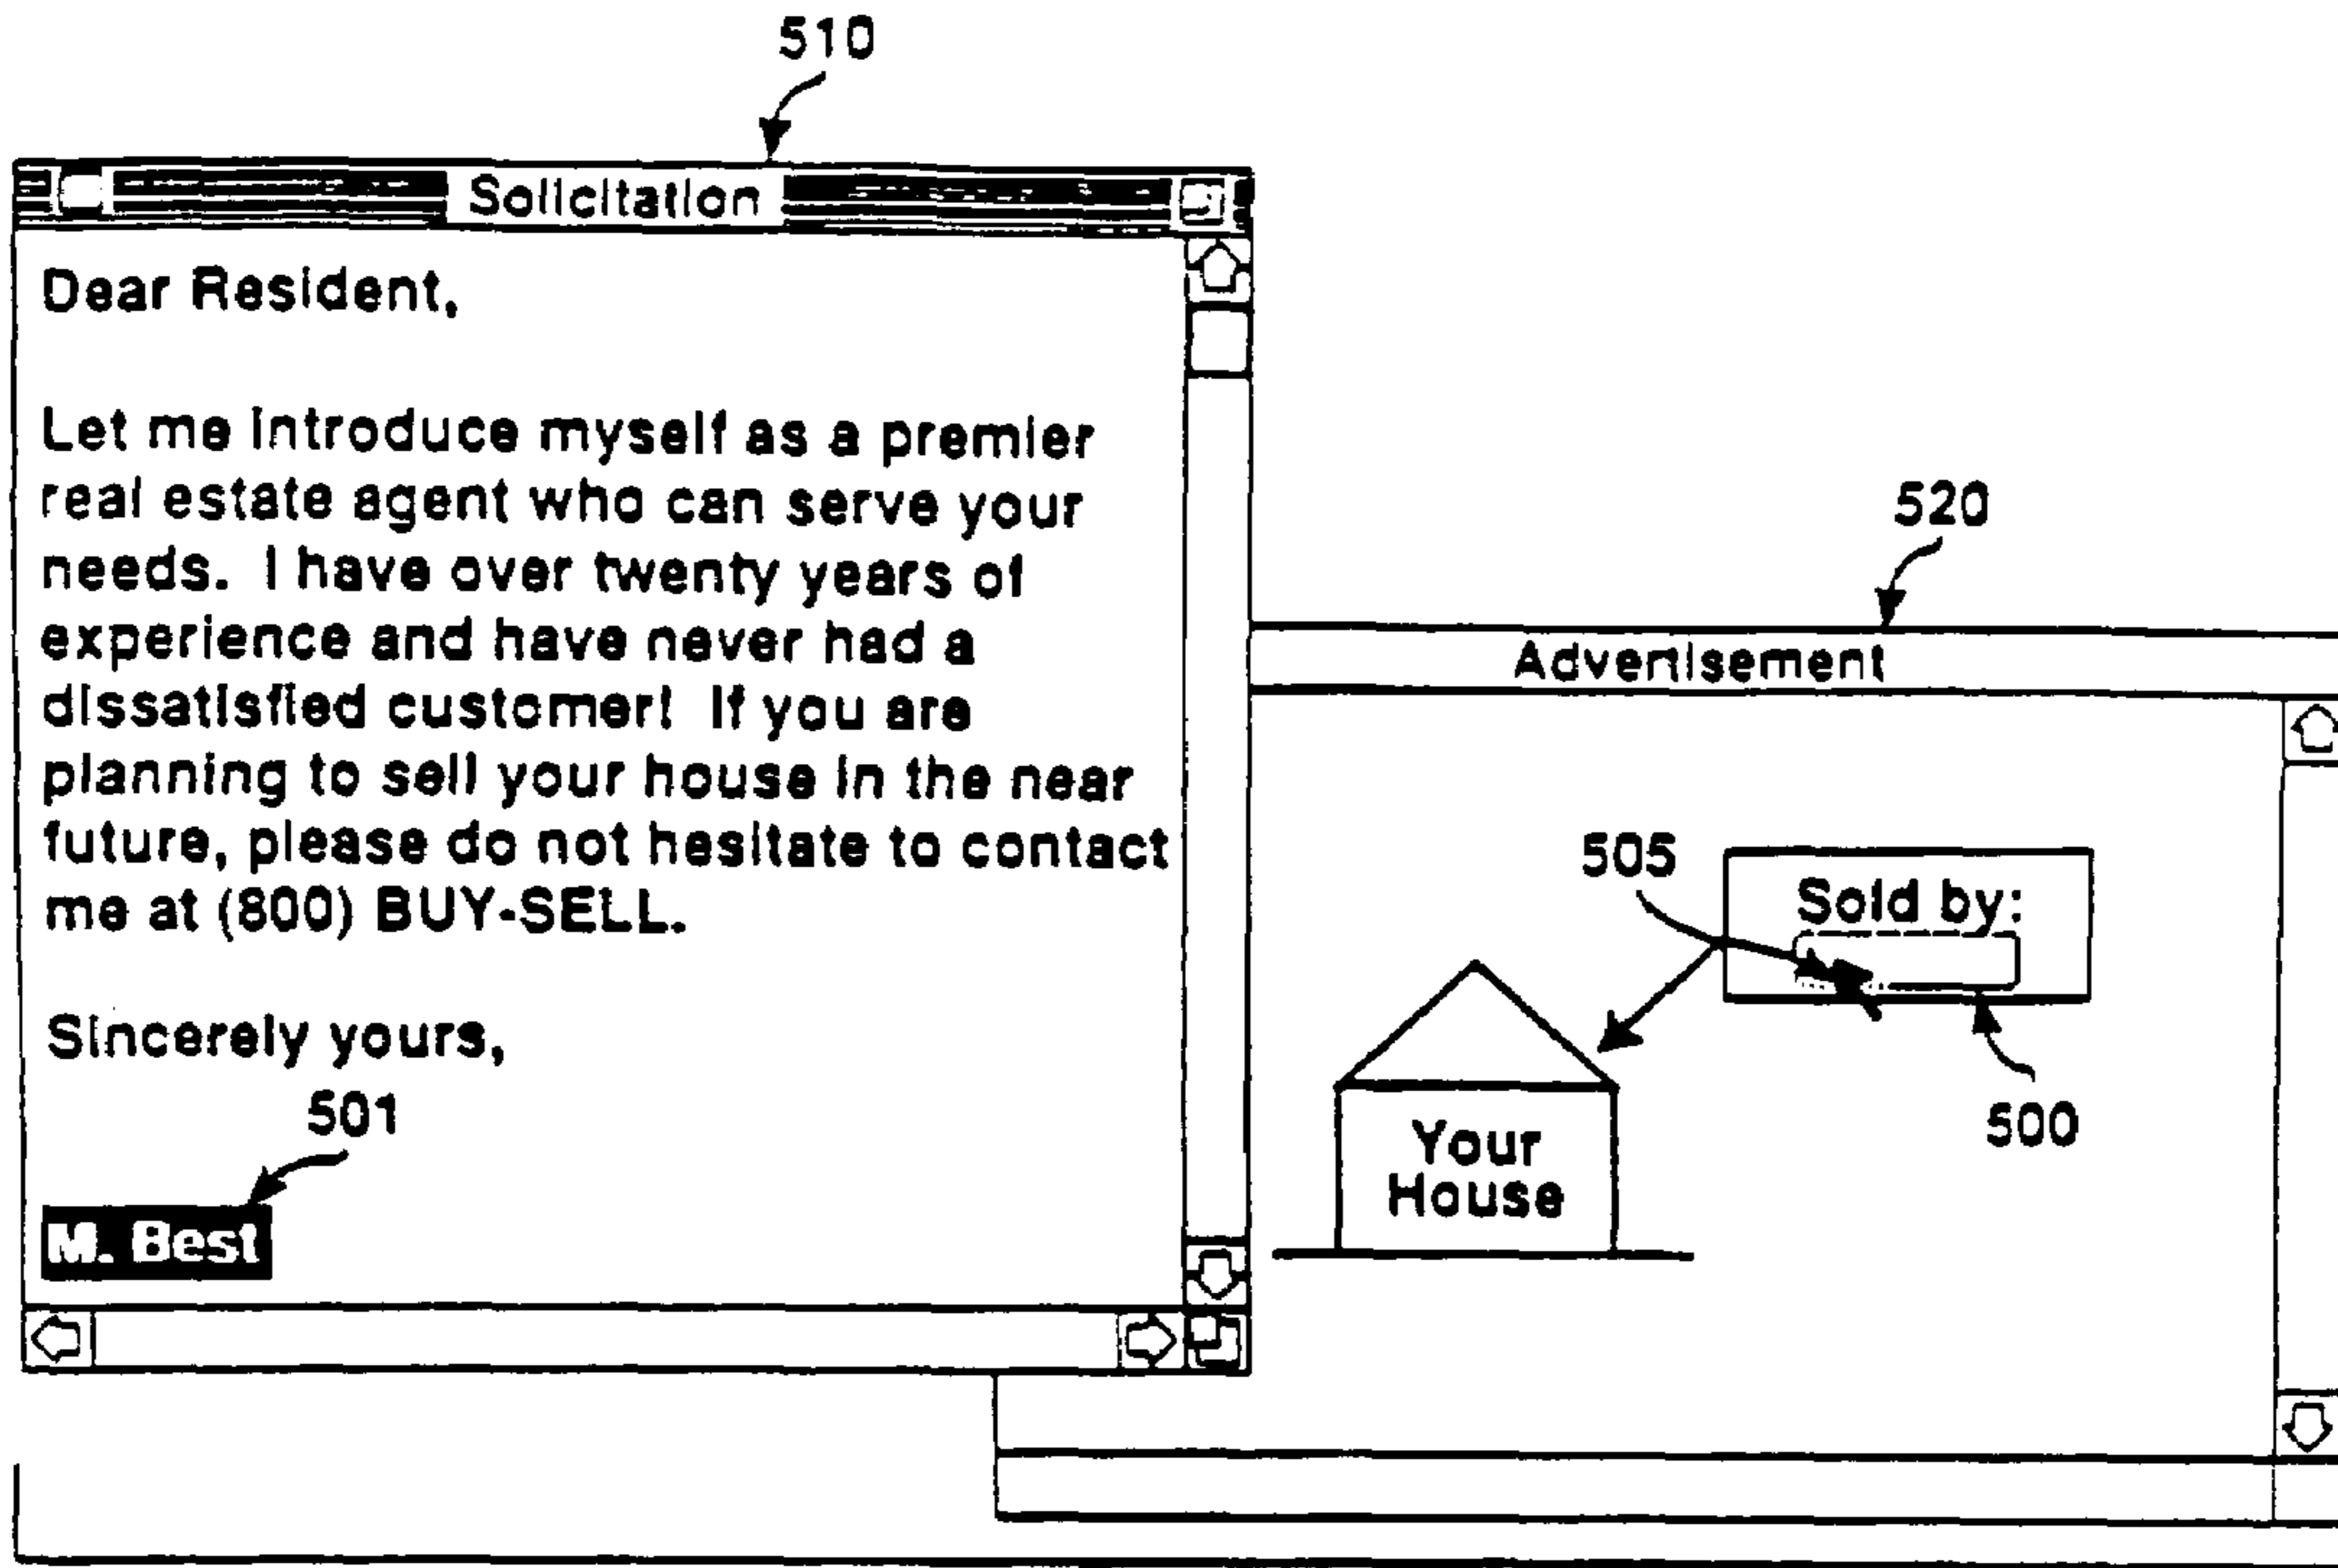 510
Solicitation
Dear Resident,
Let me introduce myself as a premier
real estate agent who can serve your
needs. I have over twenty years of
experience and have never had a
dissatisfied customer! If you are
planning to sell your house in the near
future, please do not hesitate to contact
me at (800) BUY-SELL.
Sincerely yours,
501
M. Best
520
Advertisement
505
Sold by:
500
Your
House